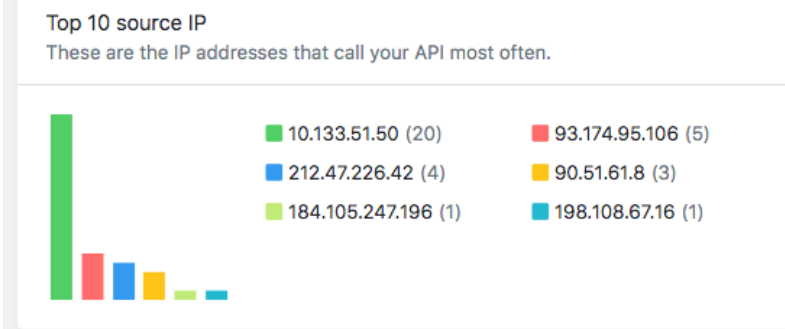 Top 10 source IP
These are the IP addresses that call your API most often.
10.133.51.50 (20) 93.174.95.106 (5)
212.47.226.42 (4) 90.51.61.8 (3)
184.105.247.196 (1) 198.108.67.16 (1)